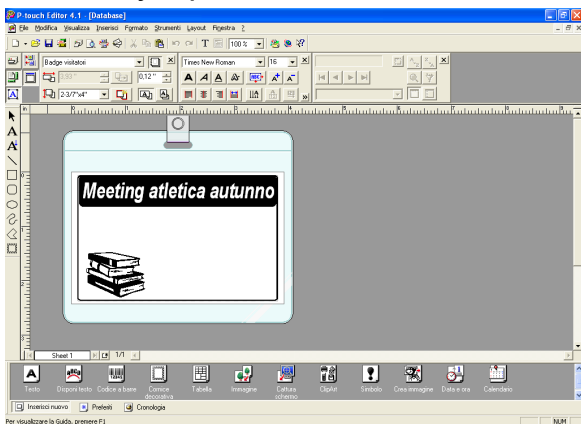 P-touch Editor 4.1 - [Database]
File Modifica Visualizza Inserisci Formato Strumenti Layout Finestra ?
100 %
Badge visitatori
Times New Roman 16
0,12 "
2-3/7"x4"
in
Meeting atletica autunno
Sheet 1 1/1
Testo Disponi testo Codice a barre Cornice decorativa Tabella Immagine Cattura schermo ClipArt Simbolo Crea immagine Data e ora Calendario
Inserisci nuovo Preferiti Cronologia
Per visualizzare la Guida, premere F1 NUM